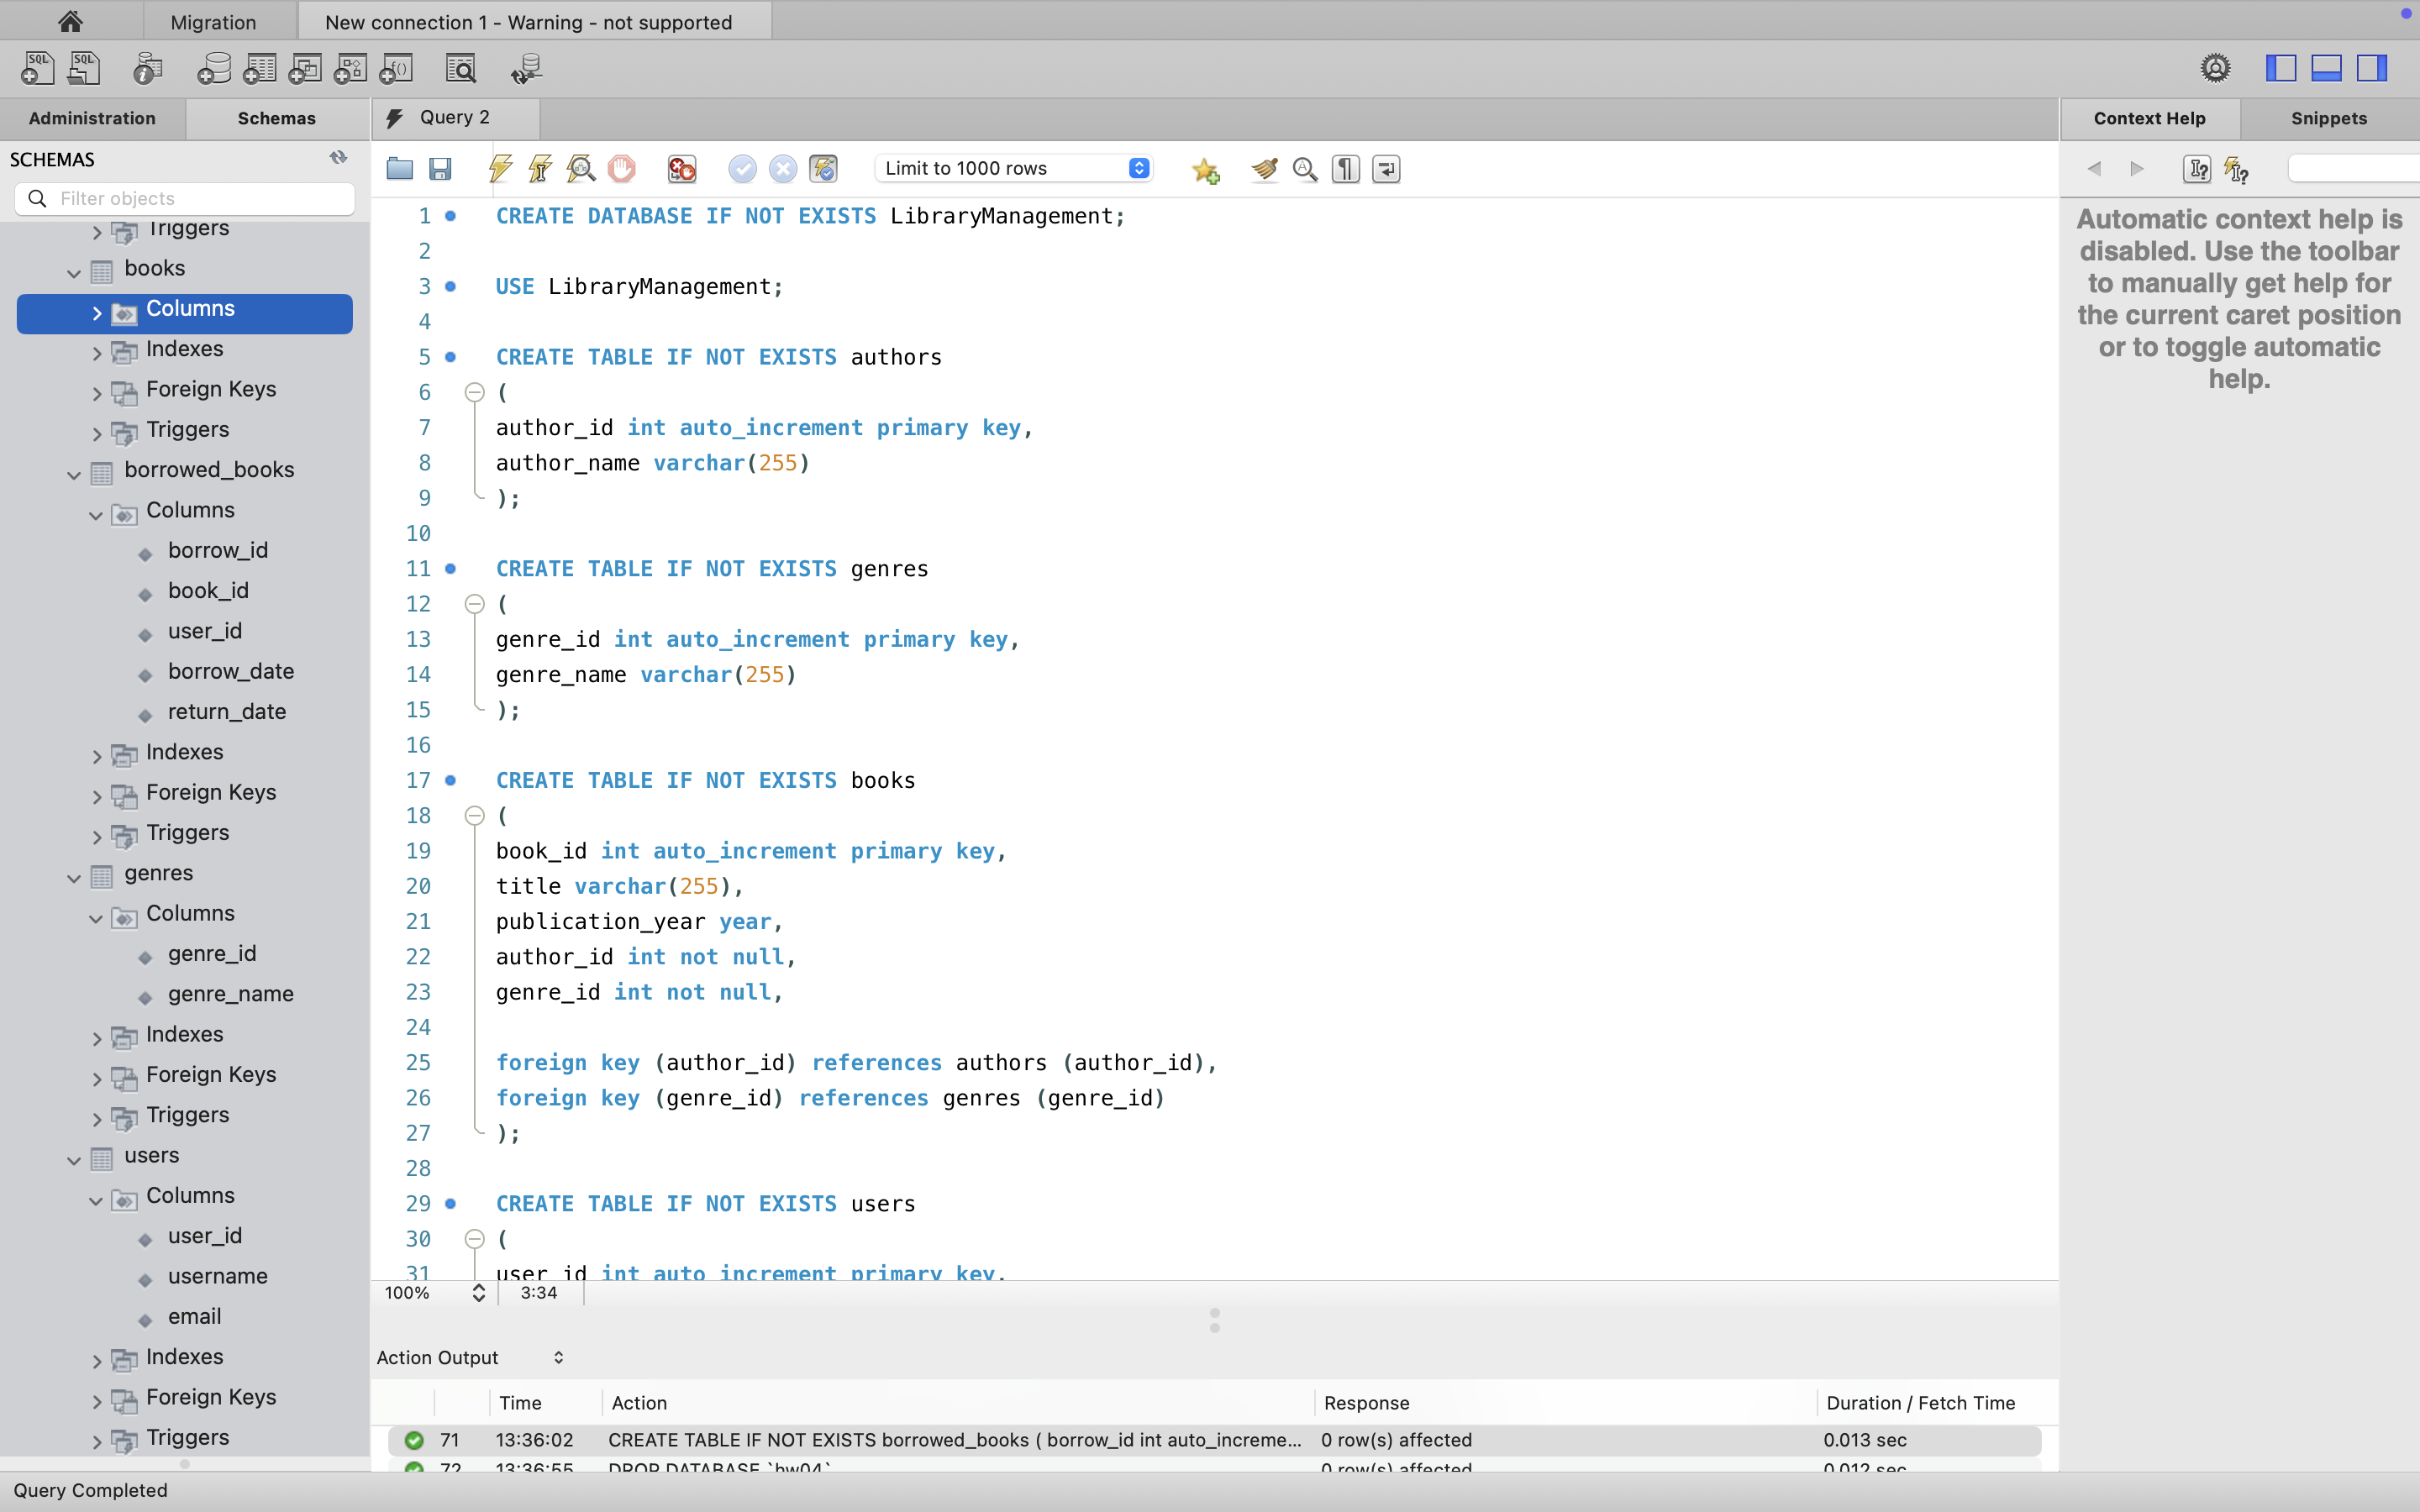 Migration
New connection 1 - Warning - not supported
Administration
Schemas
Query 2
Context Help
Snippets
SCHEMAS
Filter objects
Limit to 1000 rows
Triggers
books
Columns
Indexes
Foreign Keys
Triggers
borrowed_books
Columns
borrow_id
book_id
user_id
borrow_date
return_date
Indexes
Foreign Keys
Triggers
genres
Columns
genre_id
genre_name
Indexes
Foreign Keys
Triggers
users
Columns
user_id
username
email
Indexes
Foreign Keys
Triggers
1 CREATE DATABASE IF NOT EXISTS LibraryManagement;
2
3 USE LibraryManagement;
4
5 CREATE TABLE IF NOT EXISTS authors
6 (
7 author_id int auto_increment primary key,
8 author_name varchar(255)
9 );
10
11 CREATE TABLE IF NOT EXISTS genres
12 (
13 genre_id int auto_increment primary key,
14 genre_name varchar(255)
15 );
16
17 CREATE TABLE IF NOT EXISTS books
18 (
19 book_id int auto_increment primary key,
20 title varchar(255),
21 publication_year year,
22 author_id int not null,
23 genre_id int not null,
24
25 foreign key (author_id) references authors (author_id),
26 foreign key (genre_id) references genres (genre_id)
27 );
28
29 CREATE TABLE IF NOT EXISTS users
30 (
31 user_id int auto_increment primary key,
100% 3:34
Automatic context help is
disabled. Use the toolbar
to manually get help for
the current caret position
or to toggle automatic
help.
Action Output
Time Action Response Duration / Fetch Time
71 13:36:02 CREATE TABLE IF NOT EXISTS borrowed_books ( borrow_id int auto_increme... 0 row(s) affected 0.013 sec
72 13:36:55 DROP DATABASE `hw04` 0 row(s) affected 0.012 sec
Query Completed